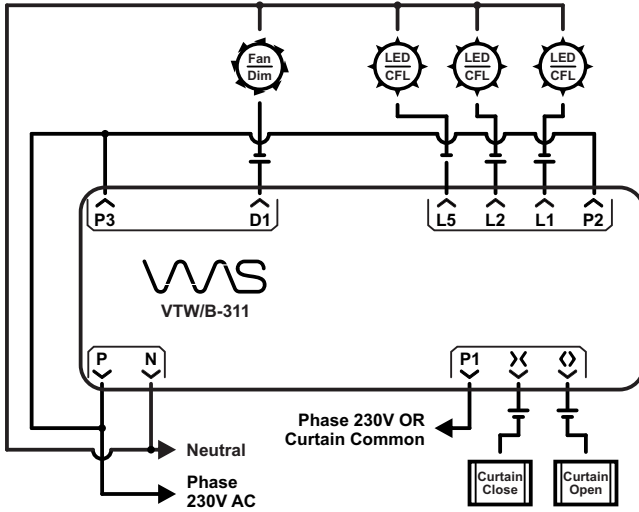 Fan
Dim
LED
CFL
LED
CFL
LED
CFL
P3 D1 L5 L2 L1 P2
VTW/B-311
P N P1
Phase 230V OR
Curtain Common
Neutral
Phase
230V AC
Curtain
Close
Curtain
Open